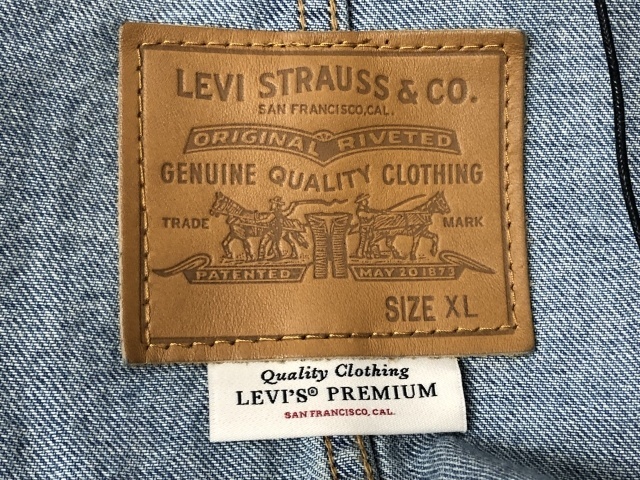 LEVI STRAUSS & CO.
SAN FRANCISCO, CAL.
ORIGINAL RIVETED
GENUINE QUALITY CLOTHING
TRADE MARK
PATENTED MAY 20 1873
SIZE XL
Quality Clothing
LEVI'S® PREMIUM
SAN FRANCISCO, CAL.